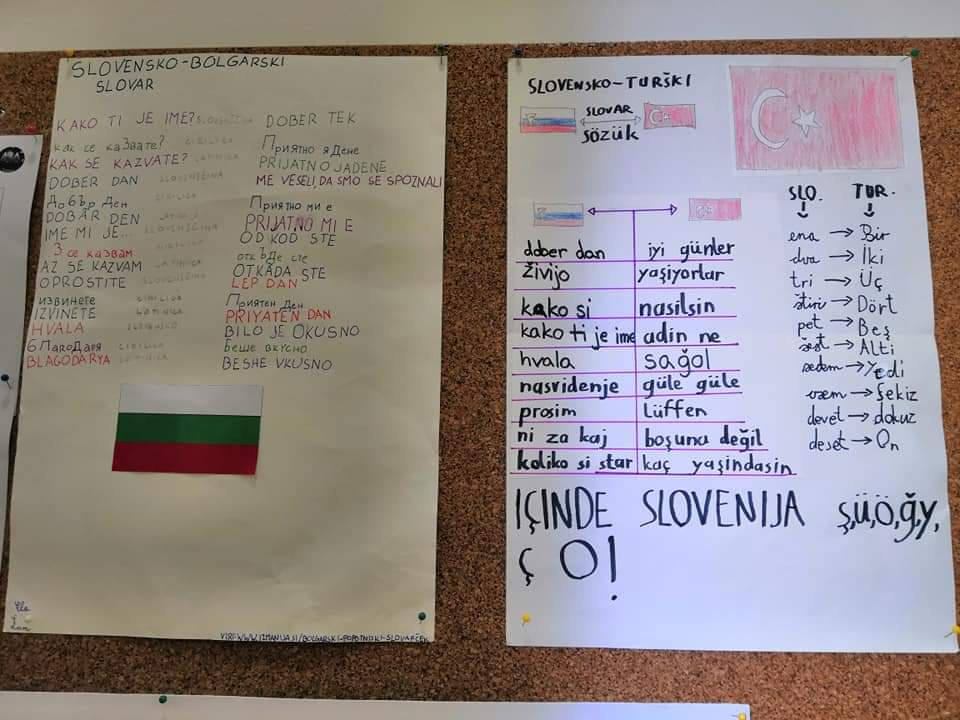 SLOVENSKO-BOLGARSKI
SLOVAR
KAKO TI JE IME? SLOVENŠČINA
как се каЗвате? CIRILICA
KAK SE KAZVATE? LATINICA
DOBER DAN SLOVENŠČINA
Добър Ден CIRILICA
DOBAR DEN LATINICA
IME MI JE... SLOVENŠČINA
З се казвам CIRILICA
AZ SE KAZVAM LATINICA
OPROSTITE SLOVENŠČINA
извинете CIRILICA
IZVINETE LATINICA
HVALA SLOVENSKO
БлагоДаря CIRILICA
BLAGODARYA LATINICA
DOBER TEK
Приятно яДене
PRIJATNO JADENE
ME VESELI, DA SMO SE SPOZNALI
Приятно ми е
PRIJATNO MI E
OD KOD STE
откъДе сте
OTKADA STE
LEP DAN
Приятен Ден
PRIYATEN DAN
BILO JE OKUSNO
Беше вкусно
BESHE VKUSNO
VIRI: WWW.IZMANIJA.SI/BOLGARSKI-POPOTNISKI-SLOVARČEK
SLOVENSKO-TURŠKI
SLOVAR
SÖZÜK
dober dan iyi günler
živijo yaşiyorlar
kako si nasilsin
kako ti je ime adin ne
hvala sağol
nasvidenje güle güle
prosim lüffen
ni za kaj boşuna değil
koliko si star kaç yaşindasin
SLO. TUR.
ena → Bir
dva → İki
tri → Üç
štiri → Dört
pet → Beş
šest → Alti
sedem → Yedi
osem → Şekiz
devet → dokuz
deset → On
IÇINDE SLOVENIJA ş,ü,ö,ğ,y,
ç O!